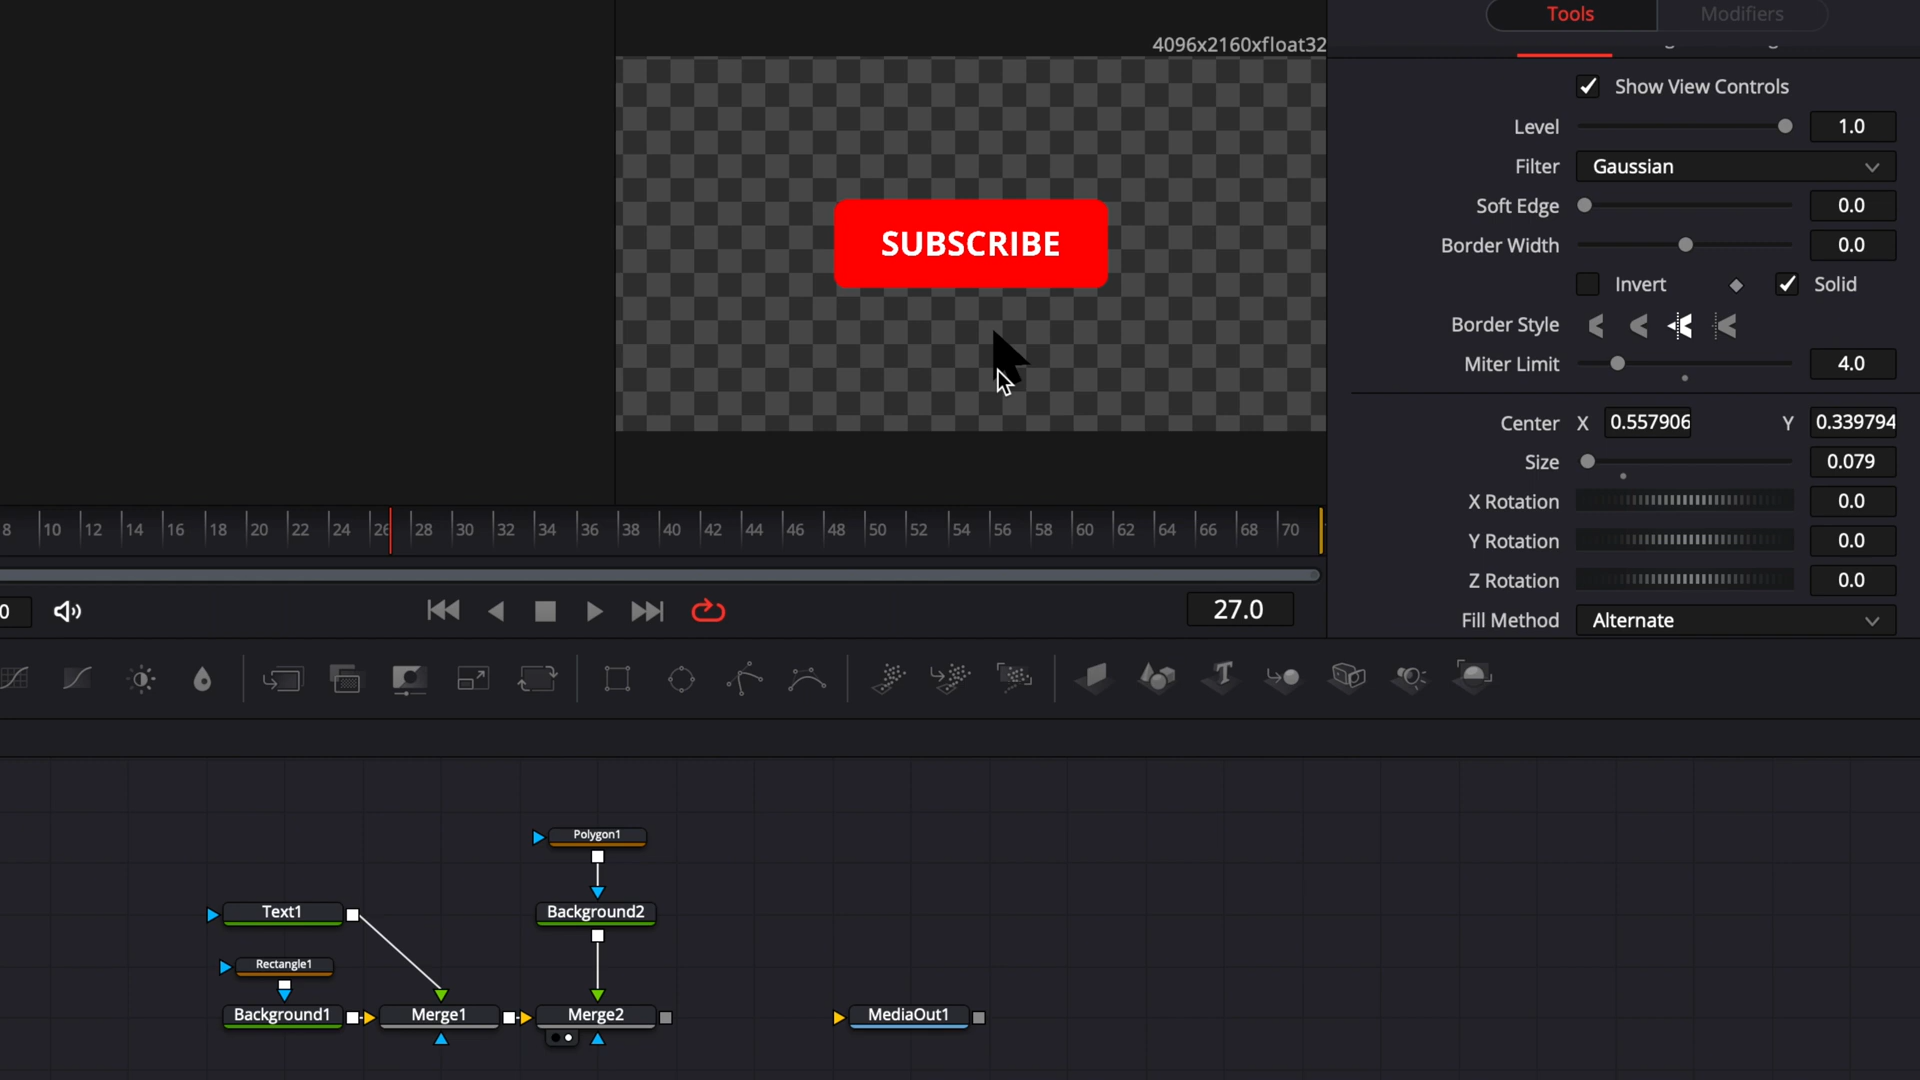 Tools
Modifiers
4096x2160xfloat32
Show View Controls
Level 1.0
Filter Gaussian
Soft Edge 0.0
SUBSCRIBE
Border Width 0.0
Invert Solid
Border Style
Miter Limit 4.0
Center X 0.557906 Y 0.339794
Size 0.079
X Rotation 0.0
8 10 12 14 16 18 20 22 24 26 28 30 32 34 36 38 40 42 44 46 48 50 52 54 56 58 60 62 64 66 68 70
Y Rotation 0.0
Z Rotation 0.0
0
27.0
Fill Method Alternate
Polygon1
Text1
Background2
Rectangle1
Background1
Merge1
Merge2
MediaOut1